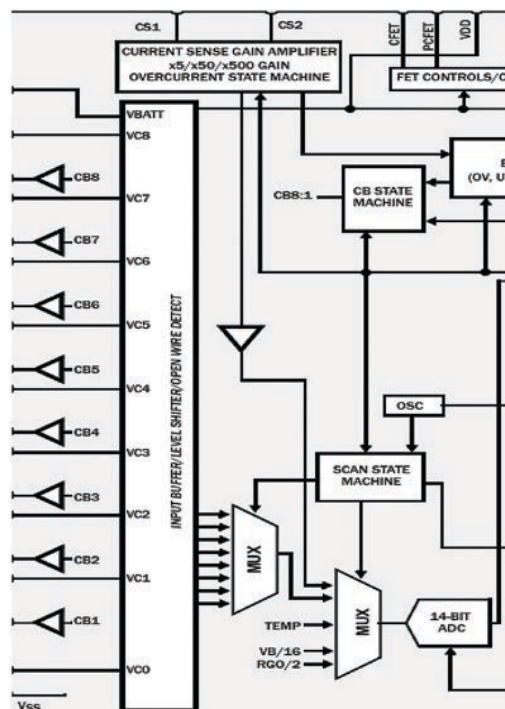 CS1
CS2
CURRENT SENSE GAIN AMPLIFIER
x5/x50/x500 GAIN
OVERCURRENT STATE MACHINE
CFET
PCFET
VDD
FET CONTROLS/C
VBATT
VC8
CB8
VC7
CB7
VC6
CB6
VC5
CB5
VC4
CB4
VC3
CB3
VC2
CB2
VC1
CB1
VC0
VSS
INPUT BUFFER/LEVEL SHIFTER/OPEN WIRE DETECT
CB8:1
CB STATE
MACHINE
(OV, U
OSC
SCAN STATE
MACHINE
MUX
MUX
TEMP
VB/16
RGO/2
14-BIT
ADC